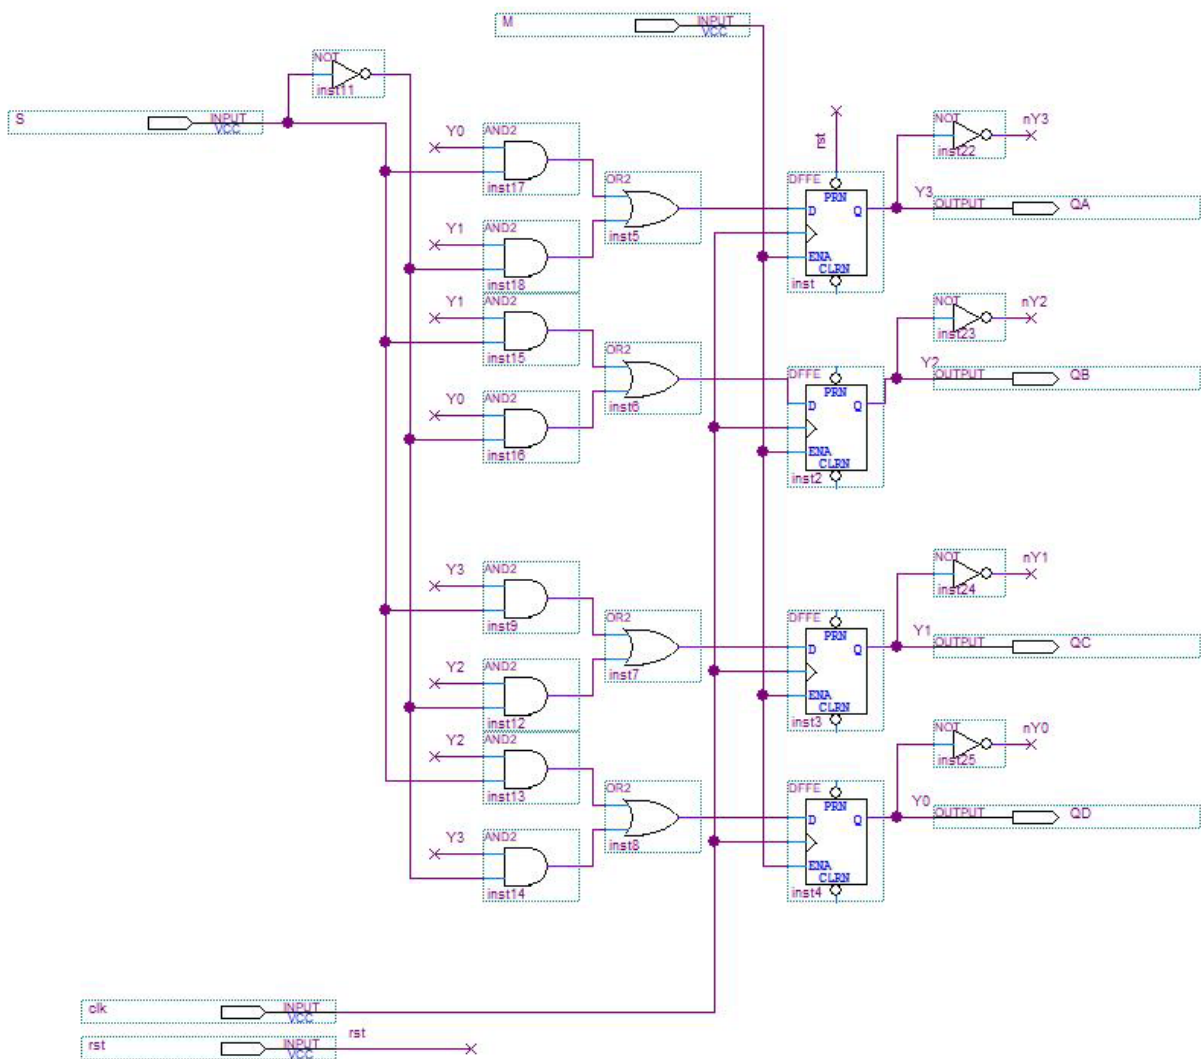 M INPUT
VCC
NOT
inst11
S INPUT
VCC
Y0 AND2
inst17
Y1 AND2
inst18
OR2
inst5
rst
DFFE
PRN
D Q
ENA
CLRN
inst
NOT nY3
inst22
Y3 OUTPUT QA
Y1 AND2
inst15
Y0 AND2
inst16
OR2
inst6
DFFE
PRN
D Q
ENA
CLRN
inst2
NOT nY2
inst23
Y2 OUTPUT QB
Y3 AND2
inst9
Y2 AND2
inst12
OR2
inst7
DFFE
PRN
D Q
ENA
CLRN
inst3
NOT nY1
inst24
Y1 OUTPUT QC
Y2 AND2
inst13
Y3 AND2
inst14
OR2
inst8
DFFE
PRN
D Q
ENA
CLRN
inst4
NOT nY0
inst25
Y0 OUTPUT QD
clk INPUT
VCC
rst INPUT rst
VCC